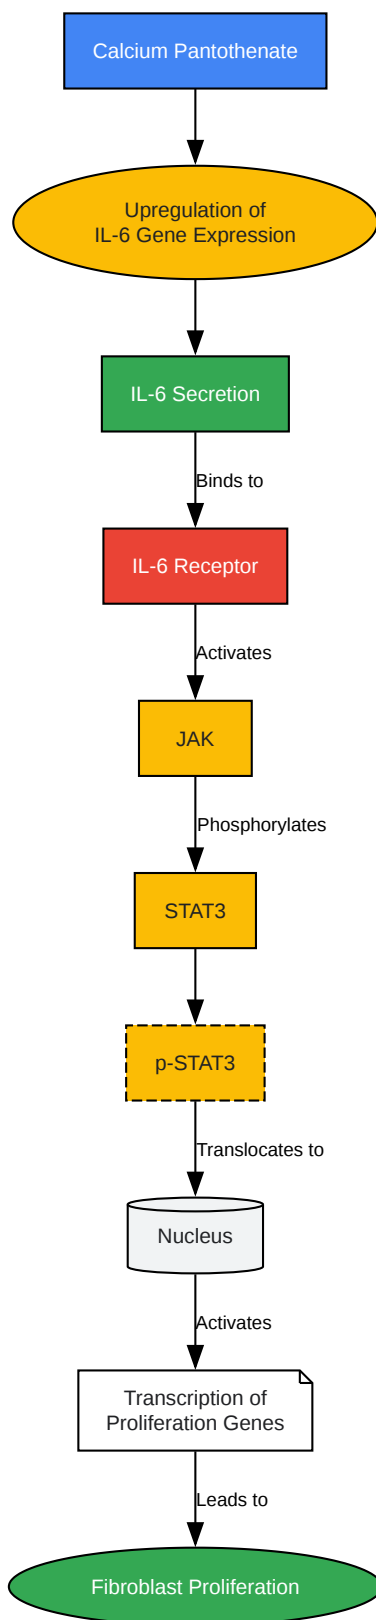 Calcium Pantothenate
Upregulation of
IL-6 Gene Expression
IL-6 Secretion
Binds to
IL-6 Receptor
Activates
JAK
Phosphorylates
STAT3
p-STAT3
Translocates to
Nucleus
Activates
Transcription of
Proliferation Genes
Leads to
Fibroblast Proliferation